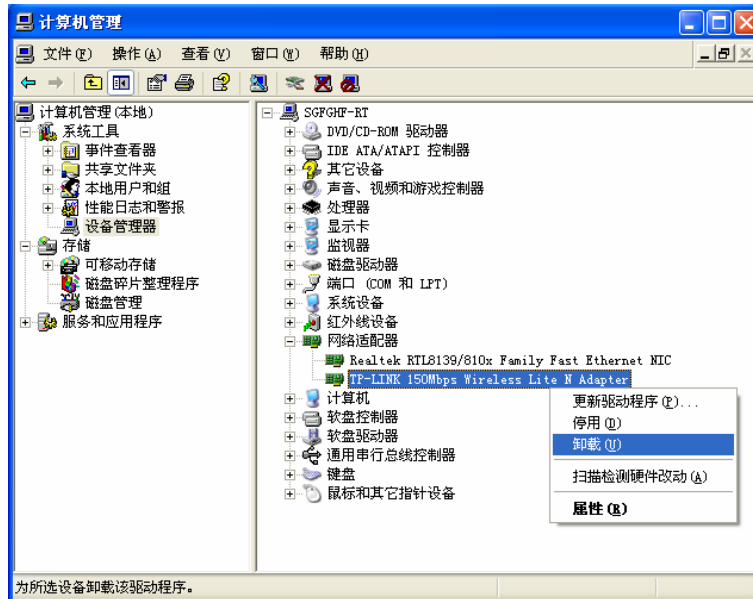 计算机管理
文件(F) 操作(A) 查看(V) 窗口(W) 帮助(H)
计算机管理(本地)
系统工具
事件查看器
共享文件夹
本地用户和组
性能日志和警报
设备管理器
存储
可移动存储
磁盘碎片整理程序
磁盘管理
服务和应用程序
SGFGHF-RT
DVD/CD-ROM 驱动器
IDE ATA/ATAPI 控制器
其它设备
声音、视频和游戏控制器
处理器
显示卡
监视器
磁盘驱动器
端口 (COM 和 LPT)
系统设备
红外线设备
网络适配器
Realtek RTL8139/810x Family Fast Ethernet NIC
TP-LINK 150Mbps Wireless Lite N Adapter
计算机
软盘控制器
软盘驱动器
通用串行总线控制器
键盘
鼠标和其它指针设备
更新驱动程序(P)...
停用(D)
卸载(U)
扫描检测硬件改动(A)
属性(R)
为所选设备卸载该驱动程序。